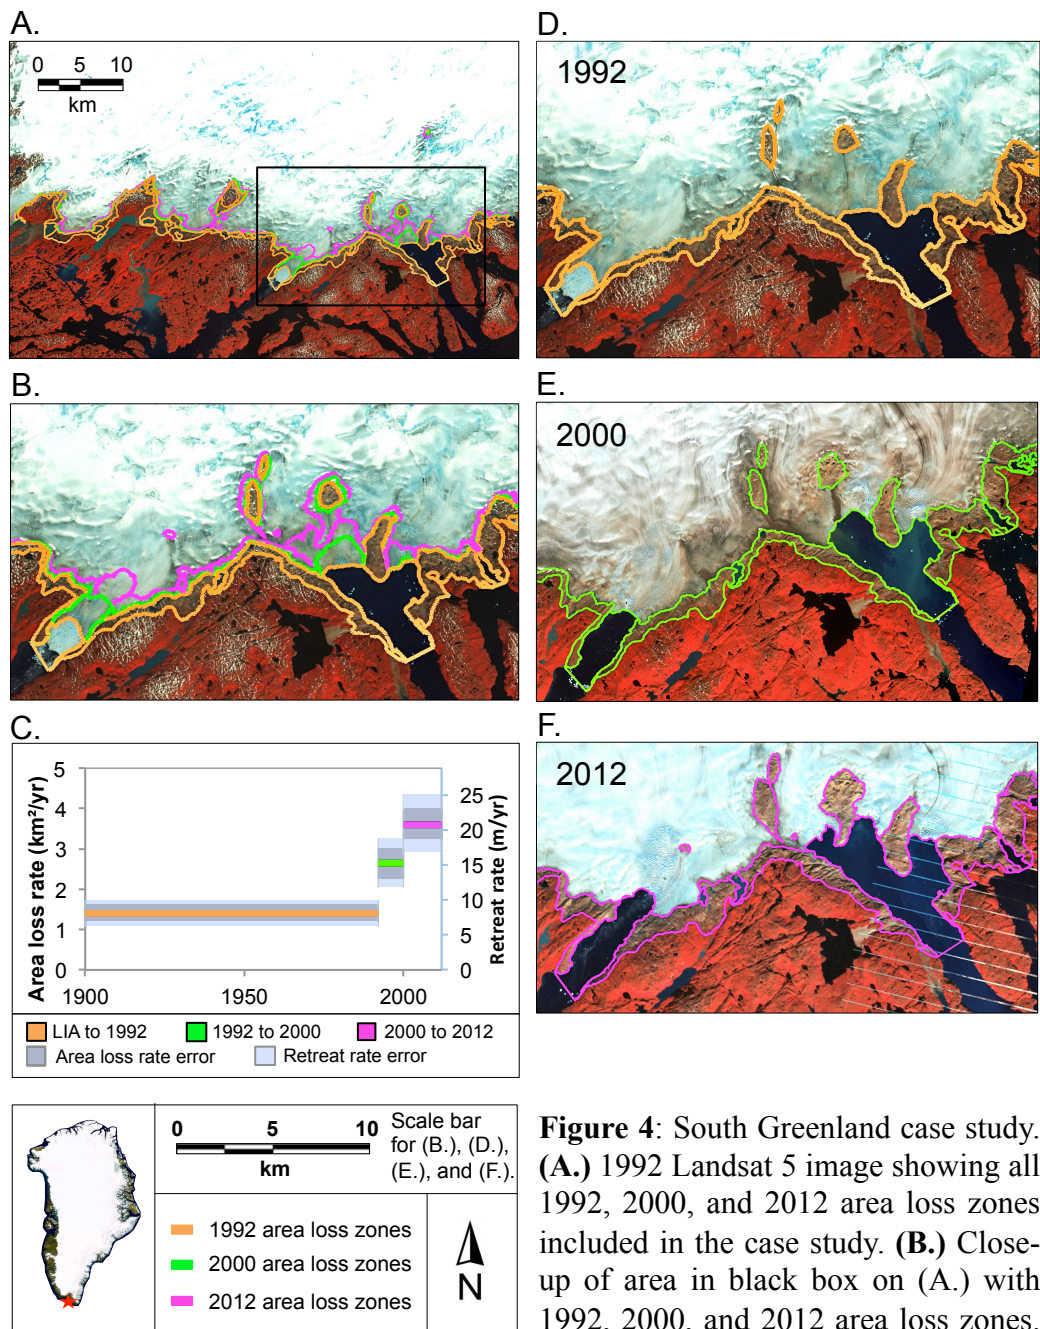 A.
0 5 10
km
D.
1992
B.
E.
2000
C.
Area loss rate (km²/yr)
5
4
3
2
1
0
25
20
15
10
5
0
Retreat rate (m/yr)
1900 1950 2000
LIA to 1992 1992 to 2000 2000 to 2012
Area loss rate error Retreat rate error
F.
2012
0 5 10
km
Scale bar
for (B.), (D.),
(E.), and (F.).
1992 area loss zones
2000 area loss zones
2012 area loss zones
N
Figure 4: South Greenland case study.
(A.) 1992 Landsat 5 image showing all
1992, 2000, and 2012 area loss zones
included in the case study. (B.) Close-
up of area in black box on (A.) with
1992, 2000, and 2012 area loss zones.